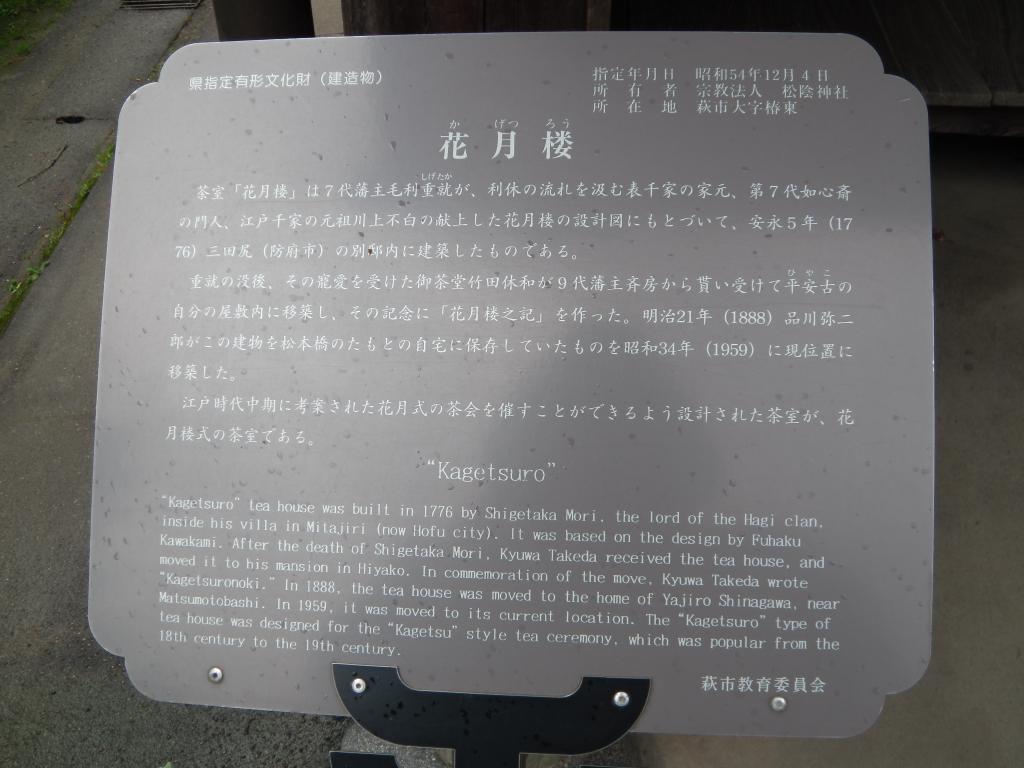 県指定有形文化財（建造物）
指定年月日　昭和54年12月4日
所有者　宗教法人　松陰神社
所在地　萩市大字椿東
か げつ ろう
花月楼
しげたか
茶室「花月楼」は７代藩主毛利重就が、利休の流れを汲む表千家の家元、第７代如心斎
の門人、江戸千家の元祖川上不白の献上した花月楼の設計図にもとづいて、安永５年（17
76）三田尻（防府市）の別邸内に建築したものである。
ひやこ
重就の没後、その寵愛を受けた御茶堂竹田休和が９代藩主斉房から貰い受けて平安古の
自分の屋敷内に移築し、その記念に「花月楼之記」を作った。明治21年（1888）品川弥二
郎がこの建物を松本橋のたもとの自宅に保存していたものを昭和34年（1959）に現位置に
移築した。
江戸時代中期に考案された花月式の茶会を催すことができるよう設計された茶室が、花
月楼式の茶室である。
“Kagetsuro”
“Kagetsuro” tea house was built in 1776 by Shigetaka Mori, the lord of the Hagi clan,
inside his villa in Mitajiri (now Hofu city). It was based on the design by Fuhaku
Kawakami. After the death of Shigetaka Mori, Kyuwa Takeda received the tea house, and
moved it to his mansion in Hiyako. In commemoration of the move, Kyuwa Takeda wrote
“Kagetsuronoki.” In 1888, the tea house was moved to the home of Yajiro Shinagawa, near
Matsumotobashi. In 1959, it was moved to its current location. The “Kagetsuro” type of
tea house was designed for the “Kagetsu” style tea ceremony, which was popular from the
18th century to the 19th century.
萩市教育委員会